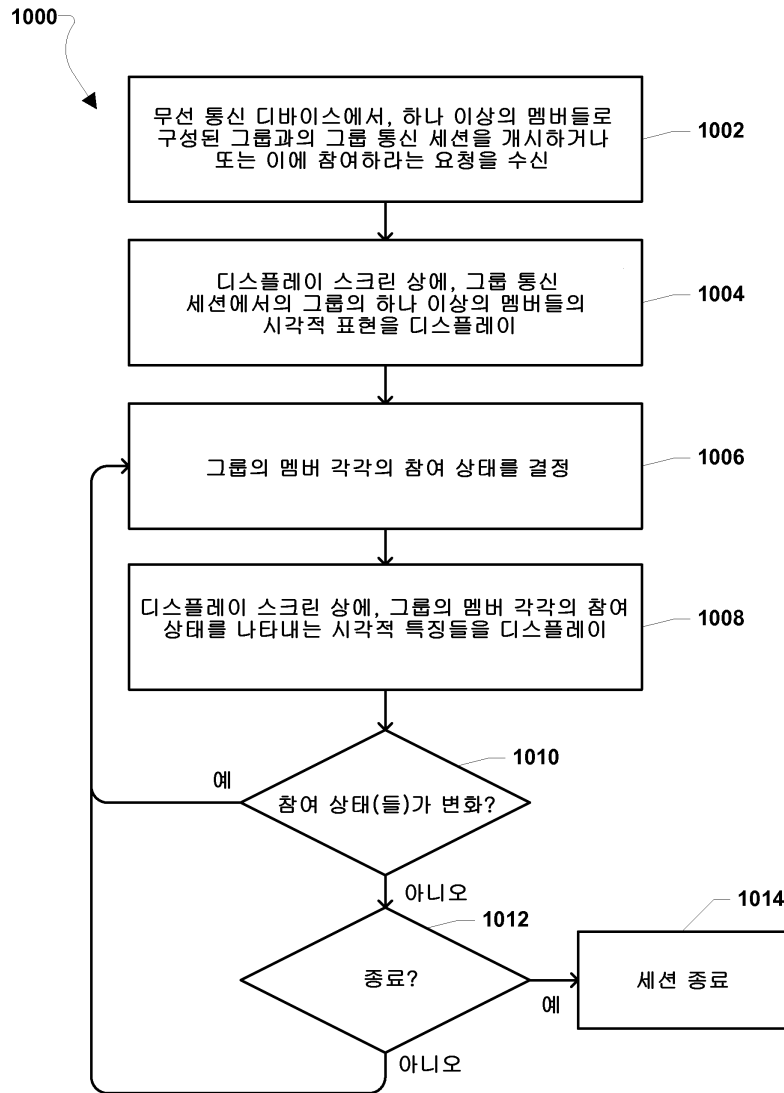 1000
무선 통신 디바이스에서, 하나 이상의 멤버들로
구성된 그룹과의 그룹 통신 세션을 개시하거나
또는 이에 참여하라는 요청을 수신
1002
디스플레이 스크린 상에, 그룹 통신
세션에서의 그룹의 하나 이상의 멤버들의
시각적 표현을 디스플레이
1004
그룹의 멤버 각각의 참여 상태를 결정
1006
디스플레이 스크린 상에, 그룹의 멤버 각각의 참여
상태를 나타내는 시각적 특징들을 디스플레이
1008
1010
예
참여 상태(들)가 변화?
아니오
1012
종료?
예
1014
세션 종료
아니오